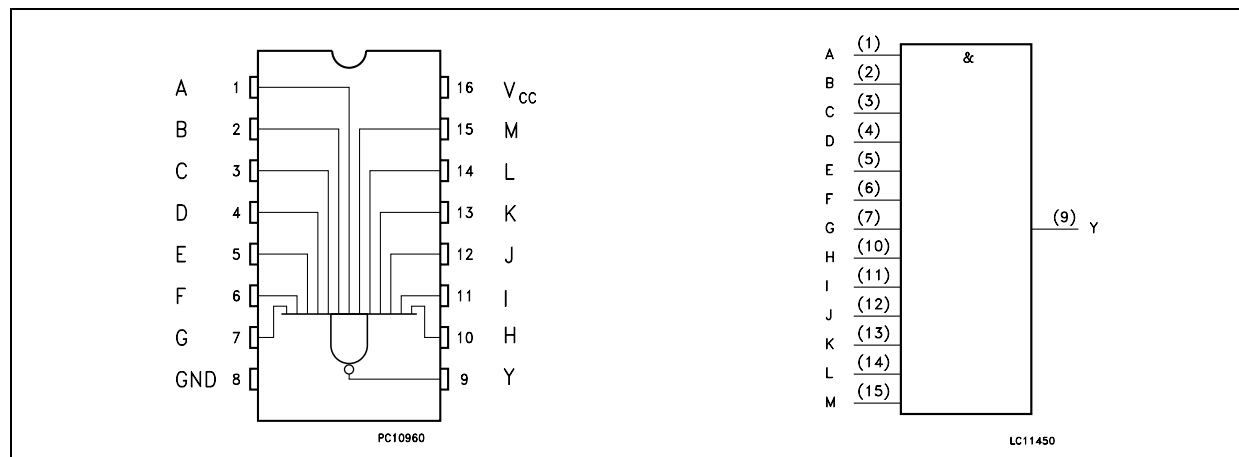 A 1 16 VCC
B 2 15 M
C 3 14 L
D 4 13 K
E 5 12 J
F 6 11 I
G 7 10 H
GND 8 9 Y
PC10960
&
A (1)
B (2)
C (3)
D (4)
E (5)
F (6)
G (7) (9) Y
H (10)
I (11)
J (12)
K (13)
L (14)
M (15)
LC11450